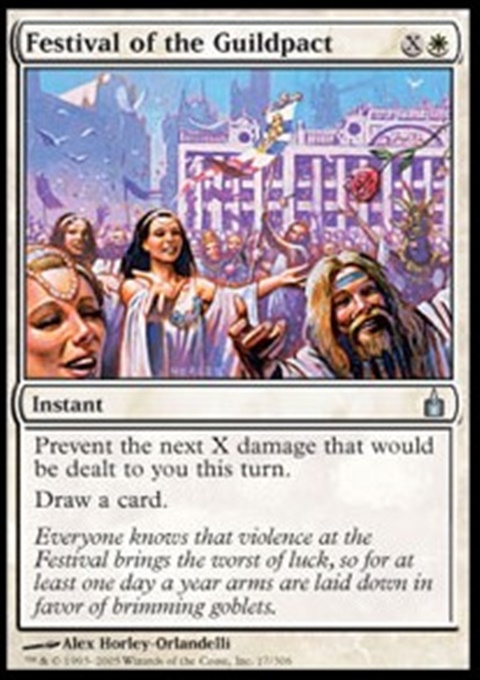 Festival of the Guildpact X
Instant
Prevent the next X damage that would
be dealt to you this turn.
Draw a card.
Everyone knows that violence at the
Festival brings the worst of luck, so for at
least one day a year arms are laid down in
favor of brimming goblets.
Alex Horley-Orlandelli
™ & © 1993-2005 Wizards of the Coast, Inc. 17/306